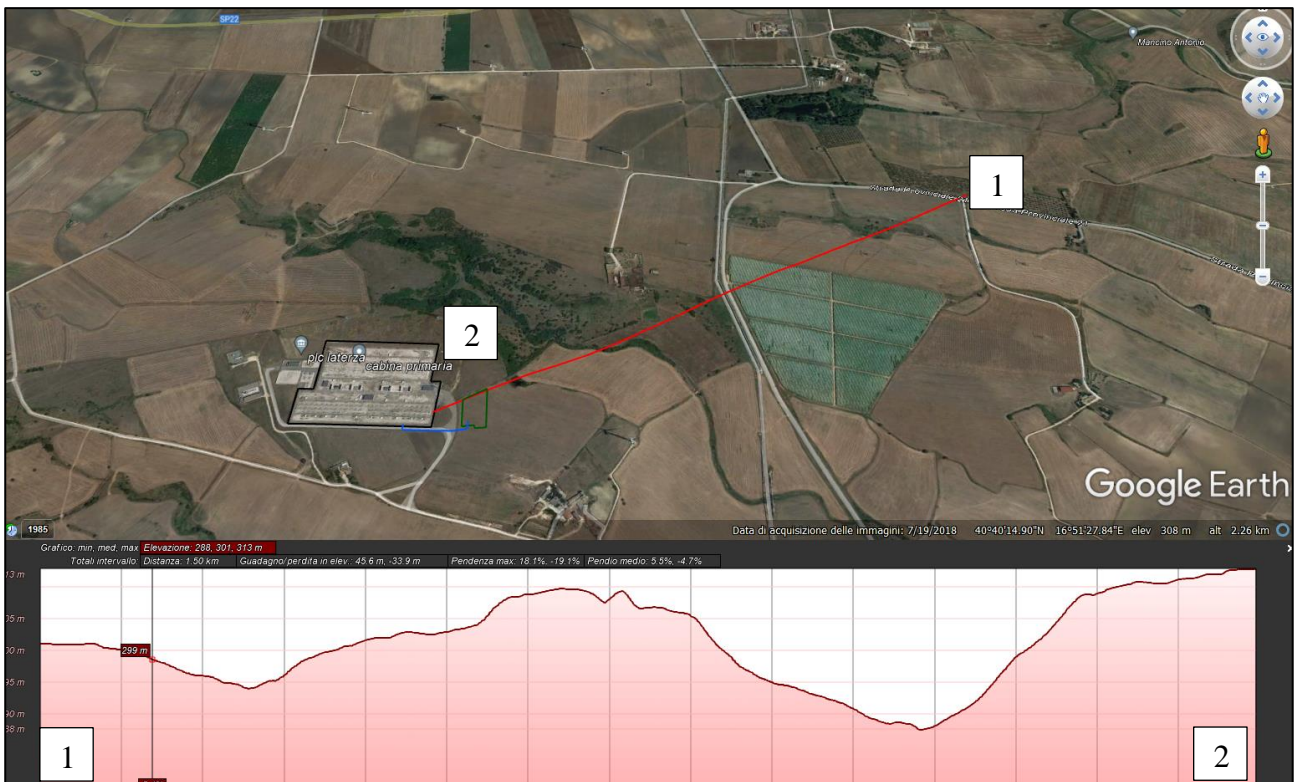 SP22
Mancino Antonio
1
Strada Provinciale
2
plc laterza
cabina primaria
Google Earth
1985
Data di acquisizione delle immagini: 7/19/2018 40°40'14.90"N 16°51'27.84"E elev 308 m alt 2.26 km
Grafico: min, med, max Elevazione: 288, 301, 313 m
Totali intervallo: Distanza: 1.50 km Guadagno/perdita in elev.: 45.6 m, -33.9 m Pendenza max: 18.1%, -19.1% Pendio medio: 5.5%, -4.7%
299 m
1
2